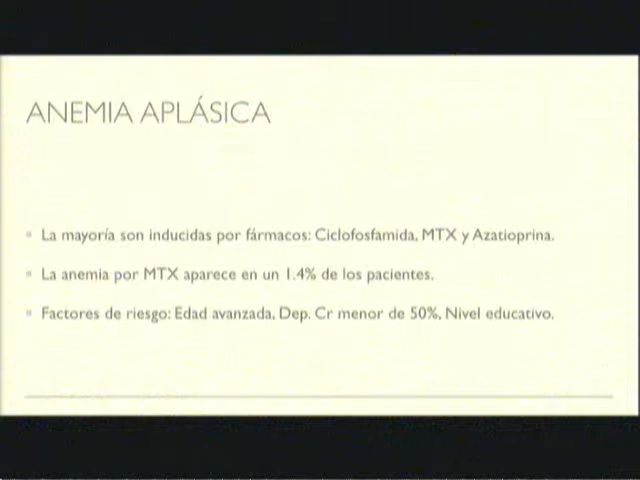 ANEMIA APLÁSICA
La mayoría son inducidas por fármacos: Ciclofosfamida, MTX y Azatioprina.
La anemia por MTX aparece en un 1.4% de los pacientes.
Factores de riesgo: Edad avanzada, Dep. Cr menor de 50%, Nivel educativo.